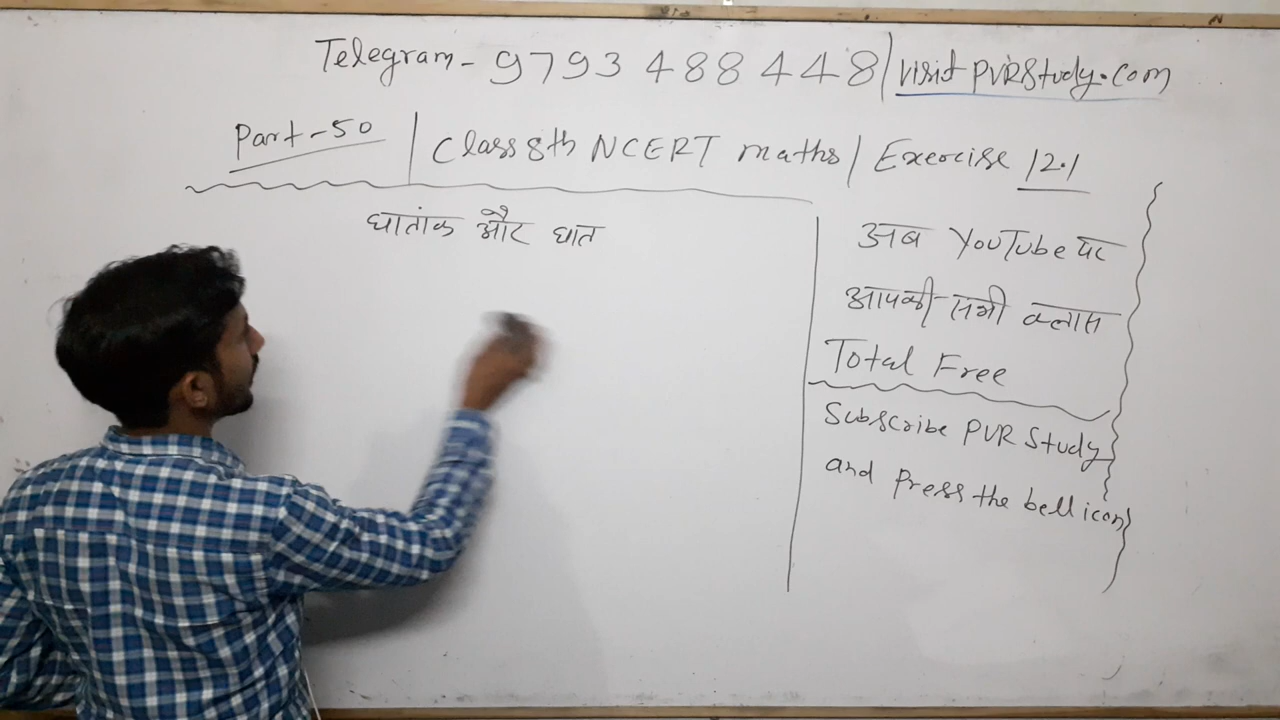 Telegram - 9793 488448 / visit PVRStudy.com
Part-50 | Class 8th NCERT maths / Exercise 12.1
घातांक और घात
अब YouTube पर
आपकी सभी क्लास
Total Free
Subscribe PVR Study
and Press the bell icon